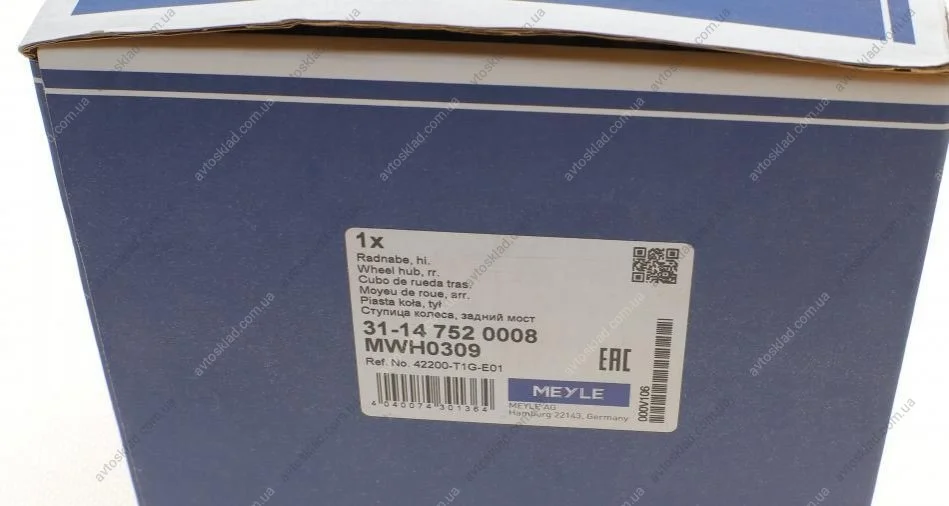 1x
Radnabe, hi.
Wheel hub, rr.
Cubo de rueda tras.
Moyeu de roue, arr.
Piasta koła, tył
Ступица колеса, задний мост
31-14 752 0008
MWH0309
Ref. No. 42200-T1G-E01
EAC
4 040074 301364
MEYLE
MEYLE AG
Hamburg 22143, Germany
000V106
avtosklad.com.ua